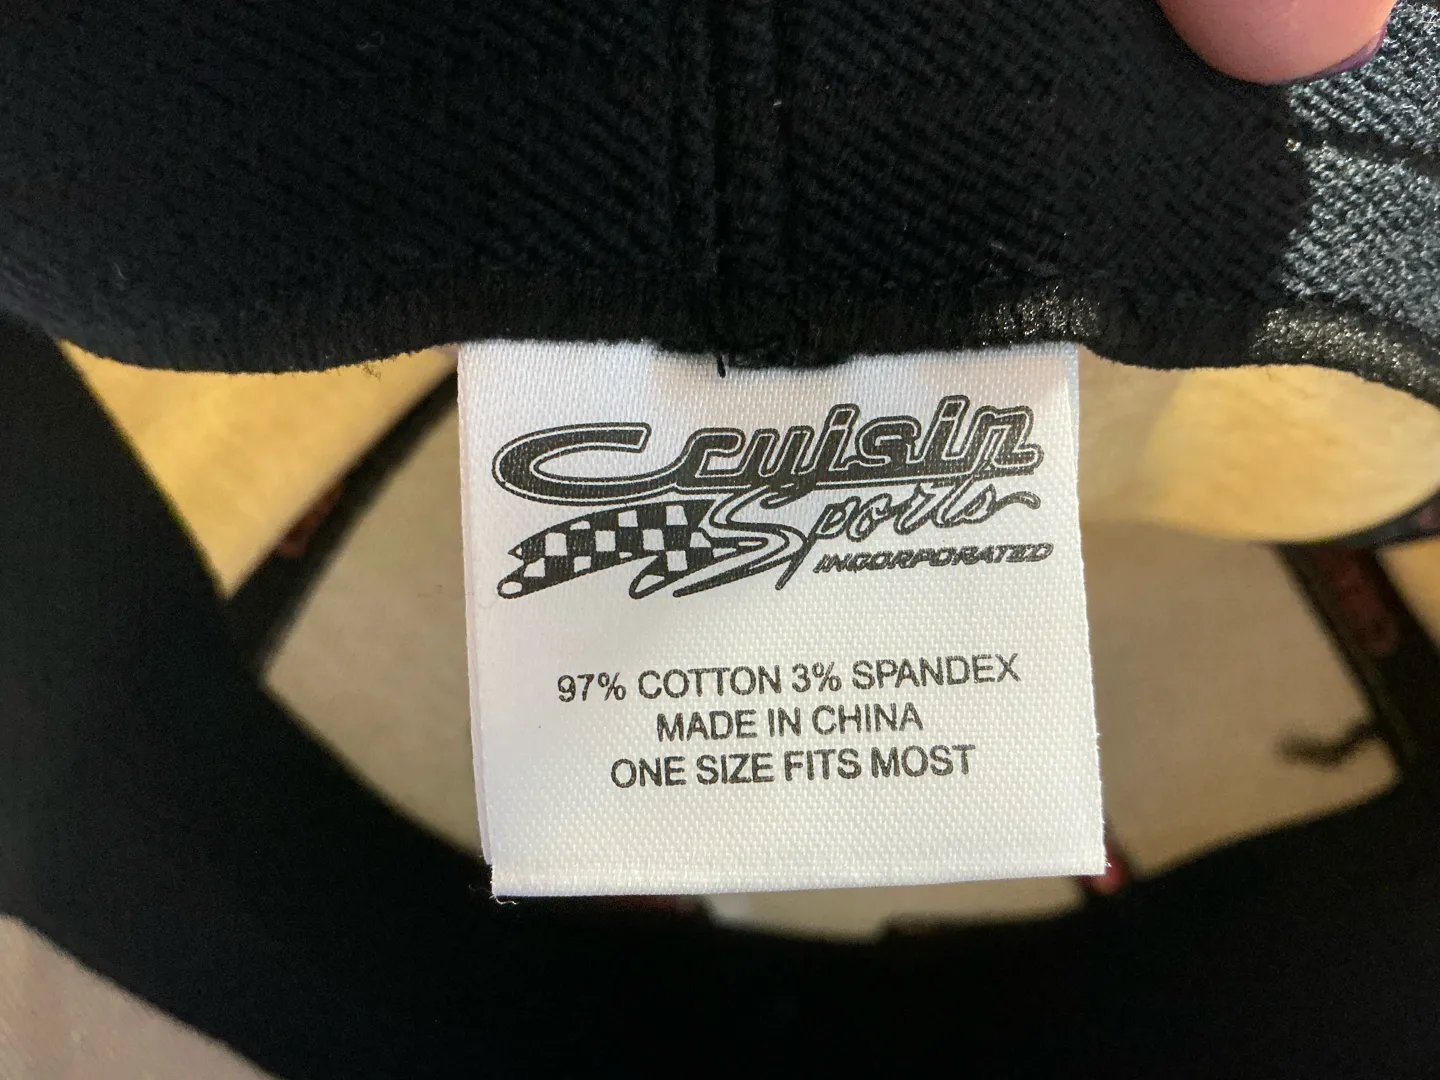 Cruisin
Sports
INCORPORATED
97% COTTON 3% SPANDEX
MADE IN CHINA
ONE SIZE FITS MOST